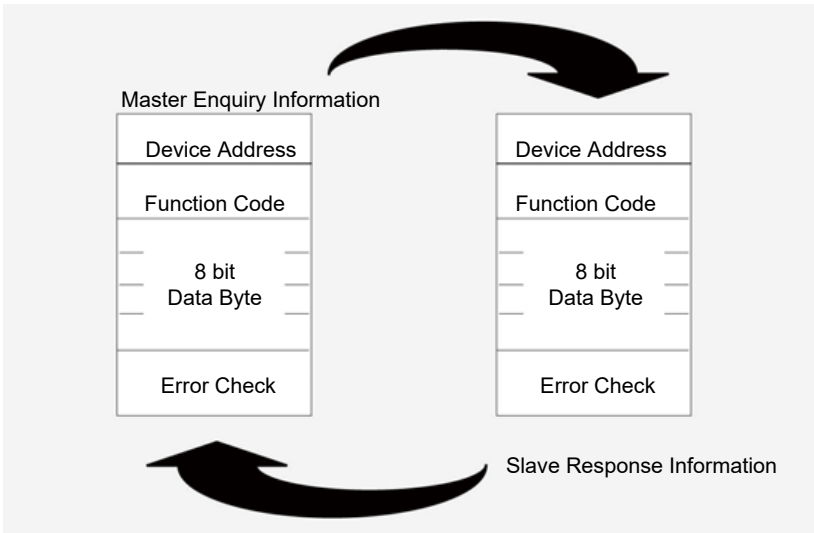 Master Enquiry Information
Device Address
Function Code
8 bit
Data Byte
Error Check
Device Address
Function Code
8 bit
Data Byte
Error Check
Slave Response Information